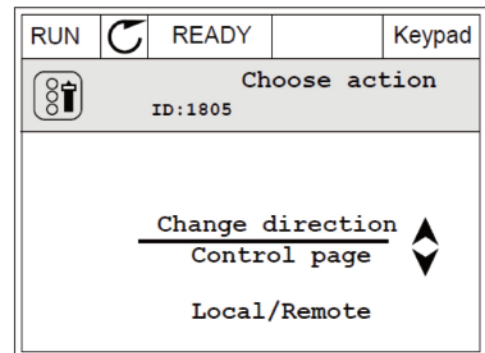 RUN READY Keypad
Choose action
ID:1805
Change direction
Control page
Local/Remote